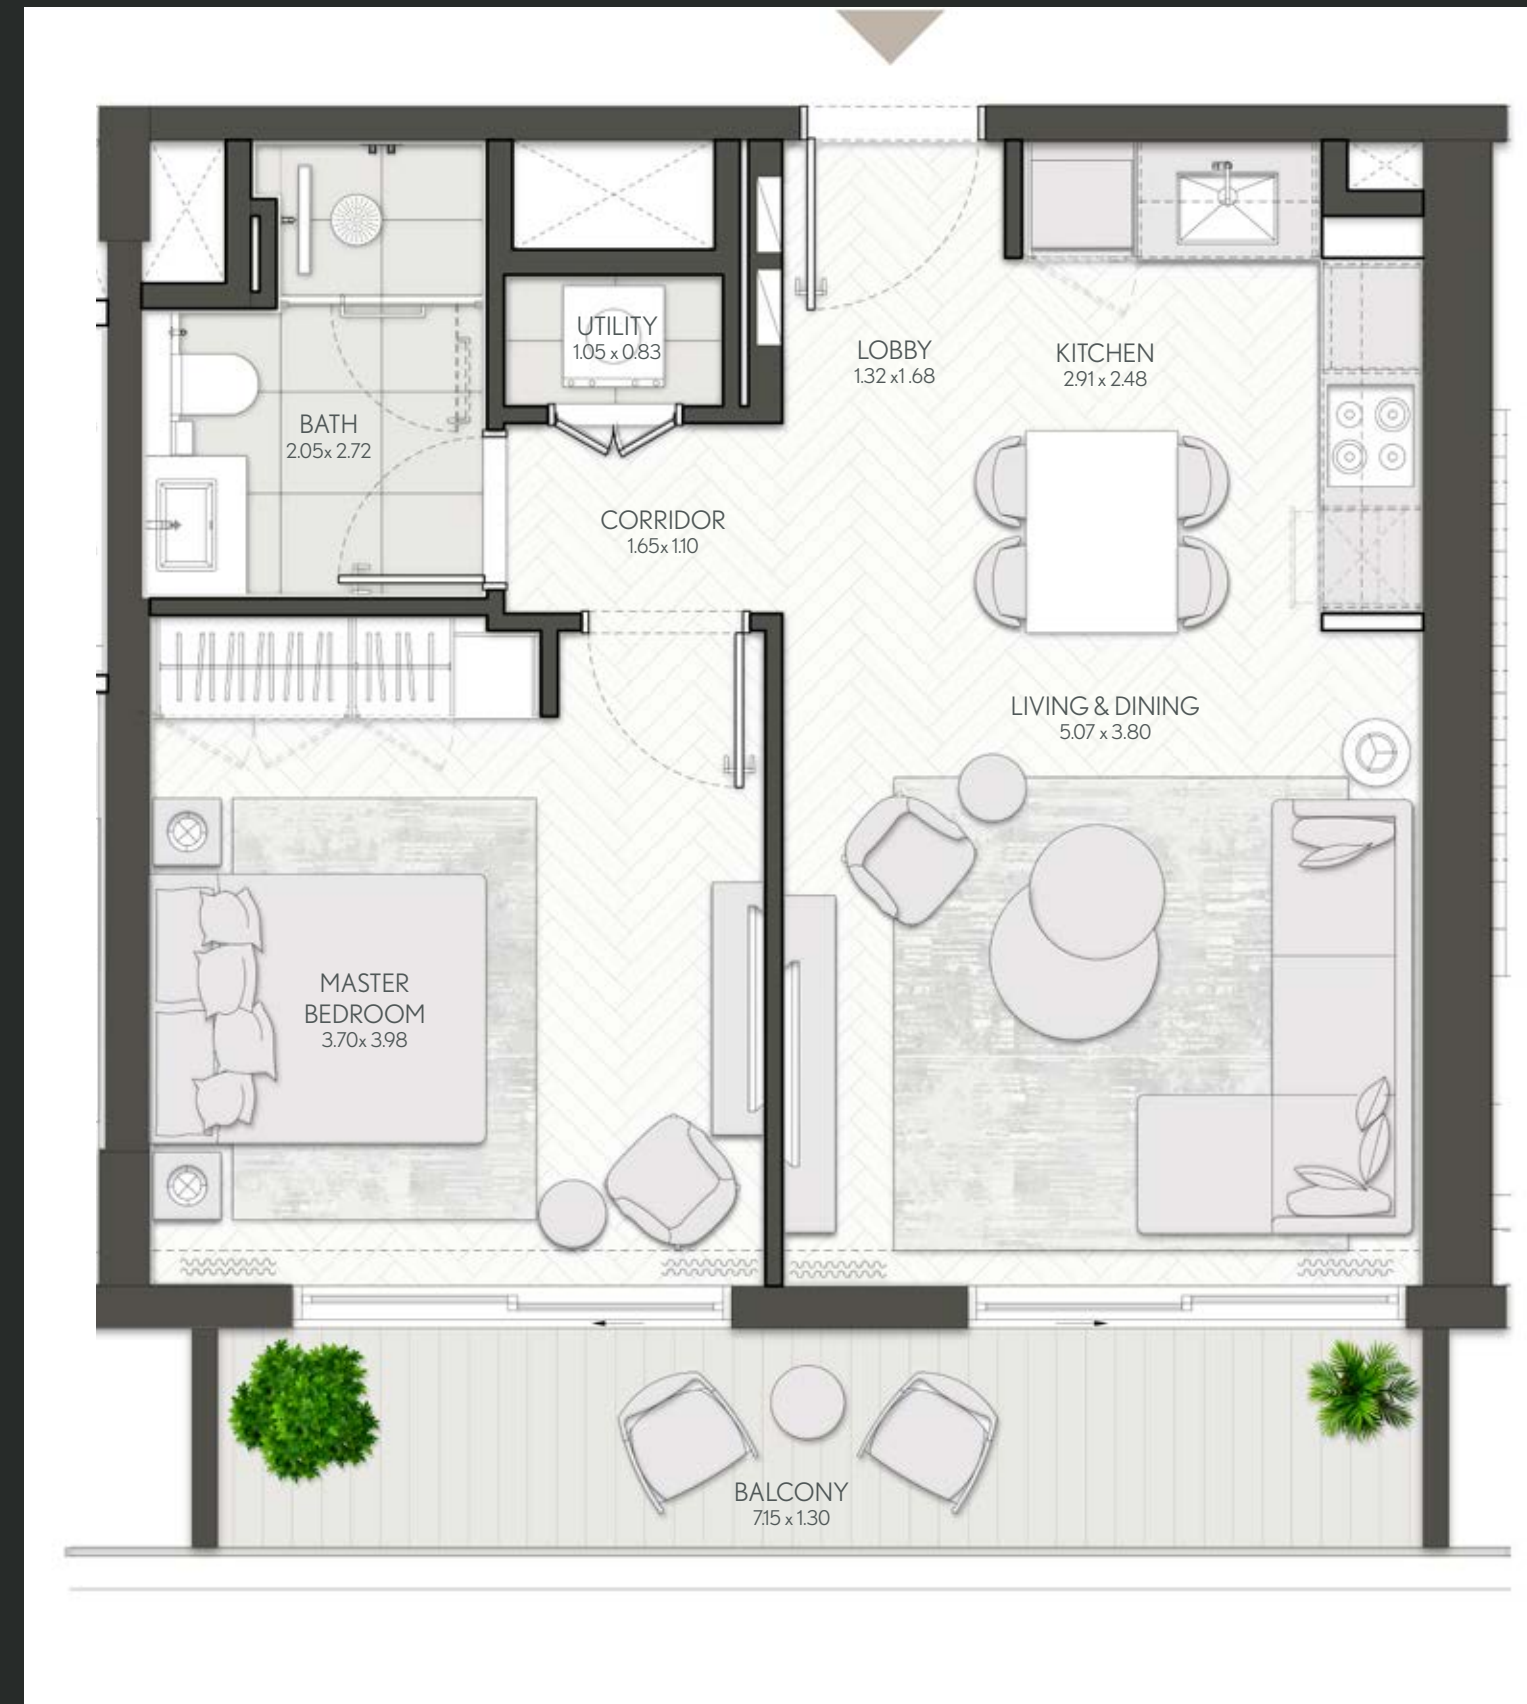 UTILITY
1.05 x 0.83
LOBBY
1.32 x1.68
KITCHEN
2.91 x 2.48
BATH
2.05x 2.72
CORRIDOR
1.65x 1.10
LIVING & DINING
5.07 x 3.80
MASTER
BEDROOM
3.70x 3.98
BALCONY
7.15 x 1.30